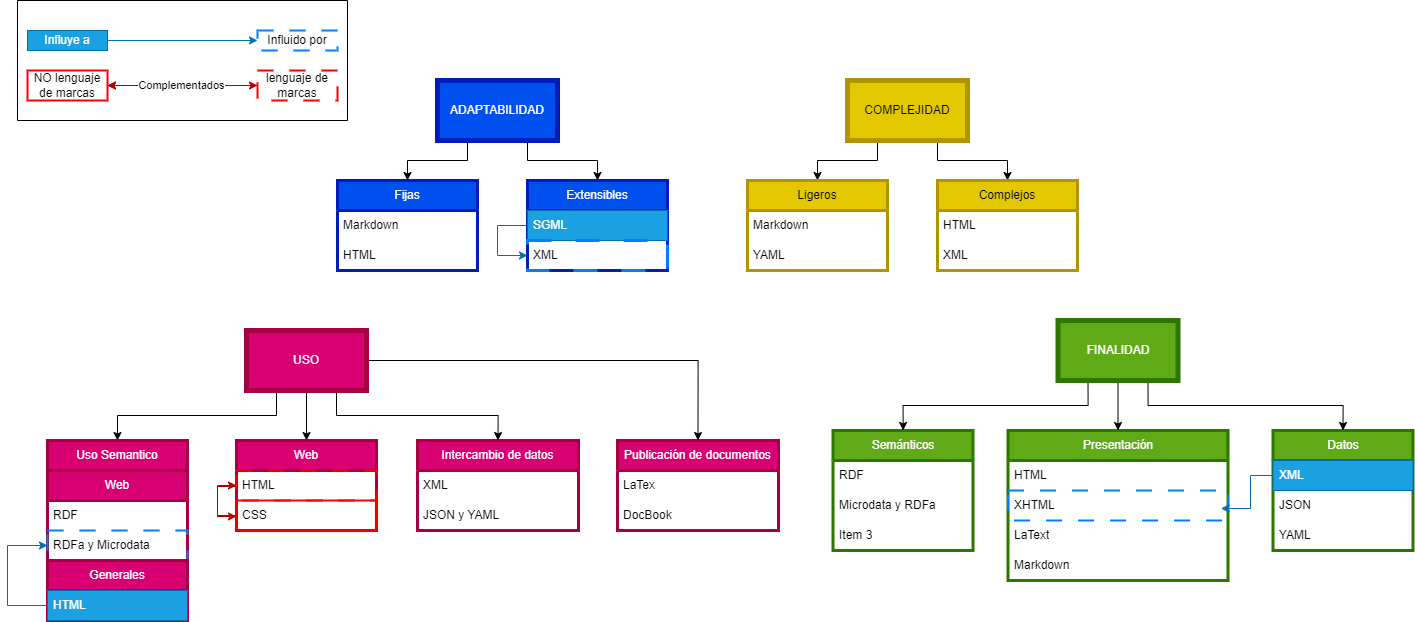 Influye a
Influido por
NO lenguaje
de marcas
Complementados
lenguaje de
marcas
ADAPTABILIDAD
Fijas
Markdown
HTML
Extensibles
SGML
XML
COMPLEJIDAD
Ligeros
Markdown
YAML
Complejos
HTML
XML
USO
Uso Semantico
Web
RDF
RDFa y Microdata
Generales
HTML
Web
HTML
CSS
Intercambio de datos
XML
JSON y YAML
Publicación de documentos
LaTex
DocBook
FINALIDAD
Semánticos
RDF
Microdata y RDFa
Item 3
Presentación
HTML
XHTML
LaText
Markdown
Datos
XML
JSON
YAML